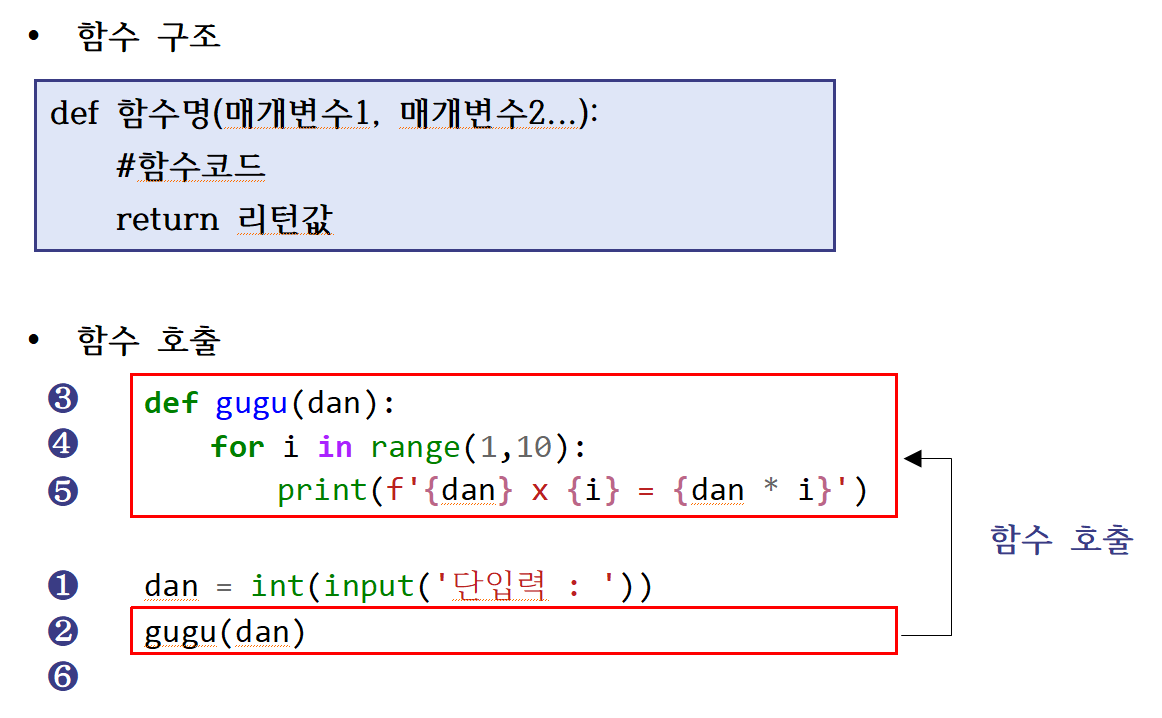 • 함수 구조
def 함수명(매개변수1, 매개변수2...):
#함수코드
return 리턴값
• 함수 호출
❸ def gugu(dan):
❹ for i in range(1,10):
❺ print(f'{dan} x {i} = {dan * i}')
함수 호출
❶ dan = int(input('단입력 : '))
❷ gugu(dan)
❻